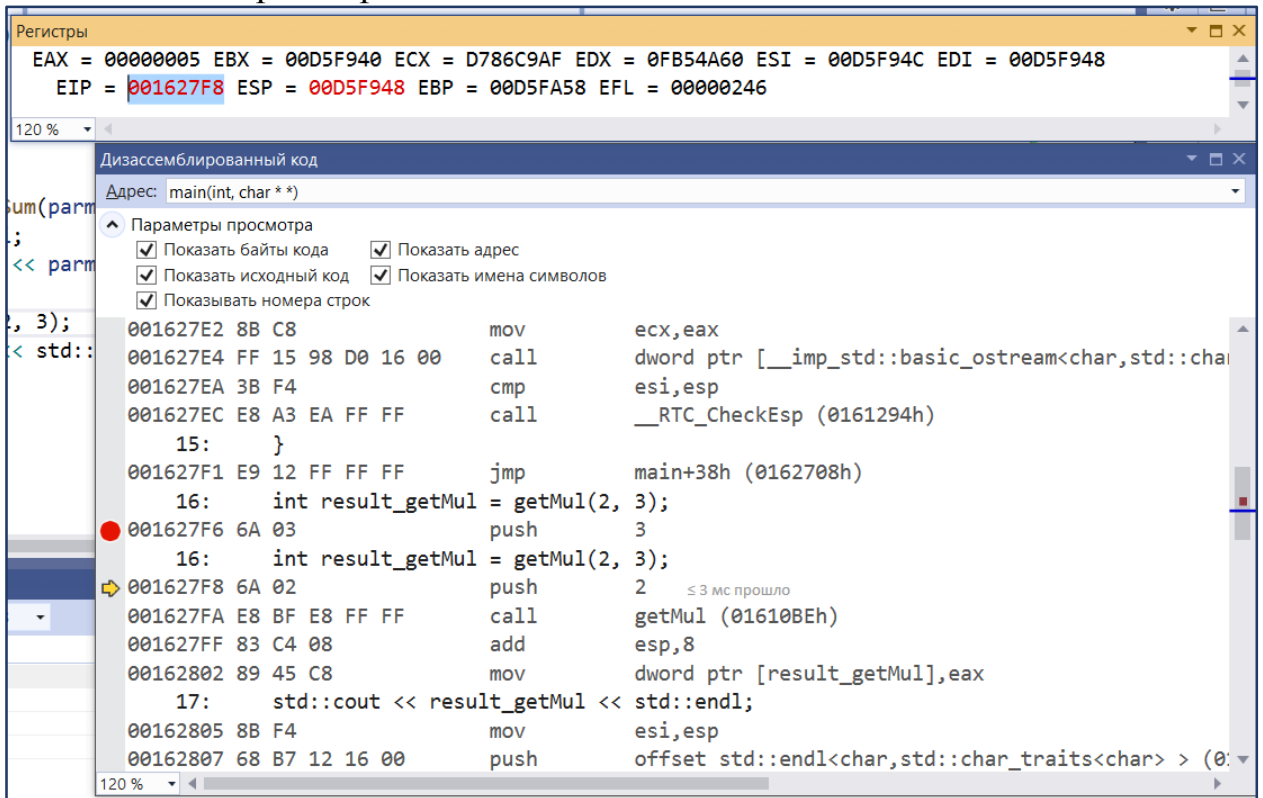 Регистры
EAX = 00000005 EBX = 00D5F940 ECX = D786C9AF EDX = 0FB54A60 ESI = 00D5F94C EDI = 00D5F948
EIP = 001627F8 ESP = 00D5F948 EBP = 00D5FA58 EFL = 00000246
120 %
Дизассемблированный код
Адрес: main(int, char * *)
Sum(parm
Параметры просмотра
;
Показать байты кода Показать адрес
<< parm
Показать исходный код Показать имена символов
Показывать номера строк
2, 3);
<< std::
001627E2 8B C8 mov ecx,eax
001627E4 FF 15 98 D0 16 00 call dword ptr [__imp_std::basic_ostream<char,std::char
001627EA 3B F4 cmp esi,esp
001627EC E8 A3 EA FF FF call __RTC_CheckEsp (0161294h)
15: }
001627F1 E9 12 FF FF FF jmp main+38h (0162708h)
16: int result_getMul = getMul(2, 3);
001627F6 6A 03 push 3
16: int result_getMul = getMul(2, 3);
001627F8 6A 02 push 2 ≤ 3 мс прошло
001627FA E8 BF E8 FF FF call getMul (01610BEh)
001627FF 83 C4 08 add esp,8
00162802 89 45 C8 mov dword ptr [result_getMul],eax
17: std::cout << result_getMul << std::endl;
00162805 8B F4 mov esi,esp
00162807 68 B7 12 16 00 push offset std::endl<char,std::char_traits<char> > (01
120 %